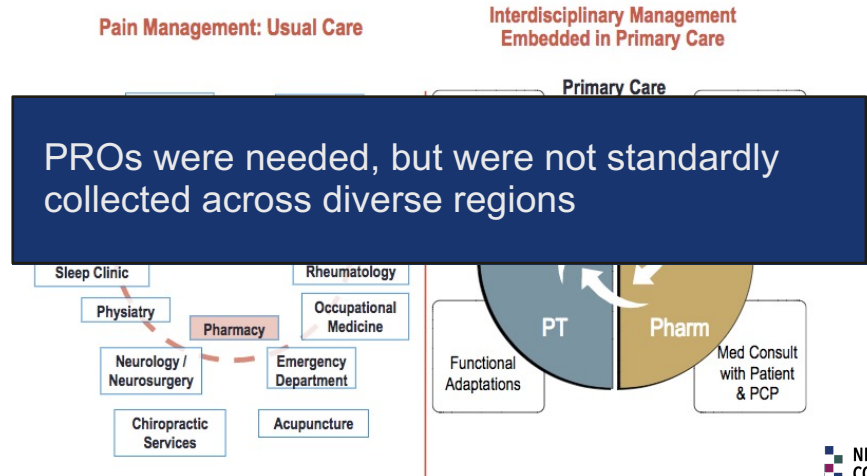 Pain Management: Usual Care
Interdisciplinary Management
Embedded in Primary Care
Primary Care
PROs were needed, but were not standardly
collected across diverse regions
Sleep Clinic
Rheumatology
Physiatry
Pharmacy
Occupational
Medicine
Neurology /
Neurosurgery
Emergency
Department
Chiropractic
Services
Acupuncture
PT
Pharm
Functional
Adaptations
Med Consult
with Patient
& PCP